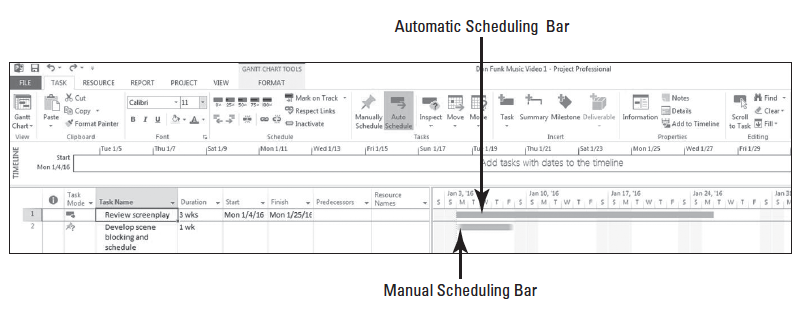 Automatic Scheduling Bar
GANTT CHART TOOLS
Don Funk Music Video 1 - Project Professional
FILE TASK RESOURCE REPORT PROJECT VIEW FORMAT
Cut
Copy
Format Painter
Gantt Chart
Paste
Calibri 11
B I U
0% 25% 50% 75% 100%
Mark on Track
Respect Links
Inactivate
Manually Schedule
Auto Schedule
Inspect Move Mode
Task Summary Milestone Deliverable
Information
Notes
Details
Add to Timeline
Scroll to Task
Find
Clear
Fill
View Clipboard Font Schedule Tasks Insert Properties Editing
TIMELINE
Tue 1/5 Thu 1/7 Sat 1/9 Mon 1/11 Wed 1/13 Fri 1/15 Sun 1/17 Tue 1/19 Thu 1/21 Sat 1/23 Mon 1/25 Wed 1/27 Fri 1/29
Start
Mon 1/4/16
Add tasks with dates to the timeline
Task Mode Task Name Duration Start Finish Predecessors Resource Names
Jan 3, '16 Jan 10, '16 Jan 17, '16 Jan 24, '16 Jan 31
S S M T W T F S S M T W T F S S M T W T F S S M T W T F S S M
1 Review screenplay 3 wks Mon 1/4/16 Mon 1/25/16
2 Develop scene blocking and schedule 1 wk
Manual Scheduling Bar